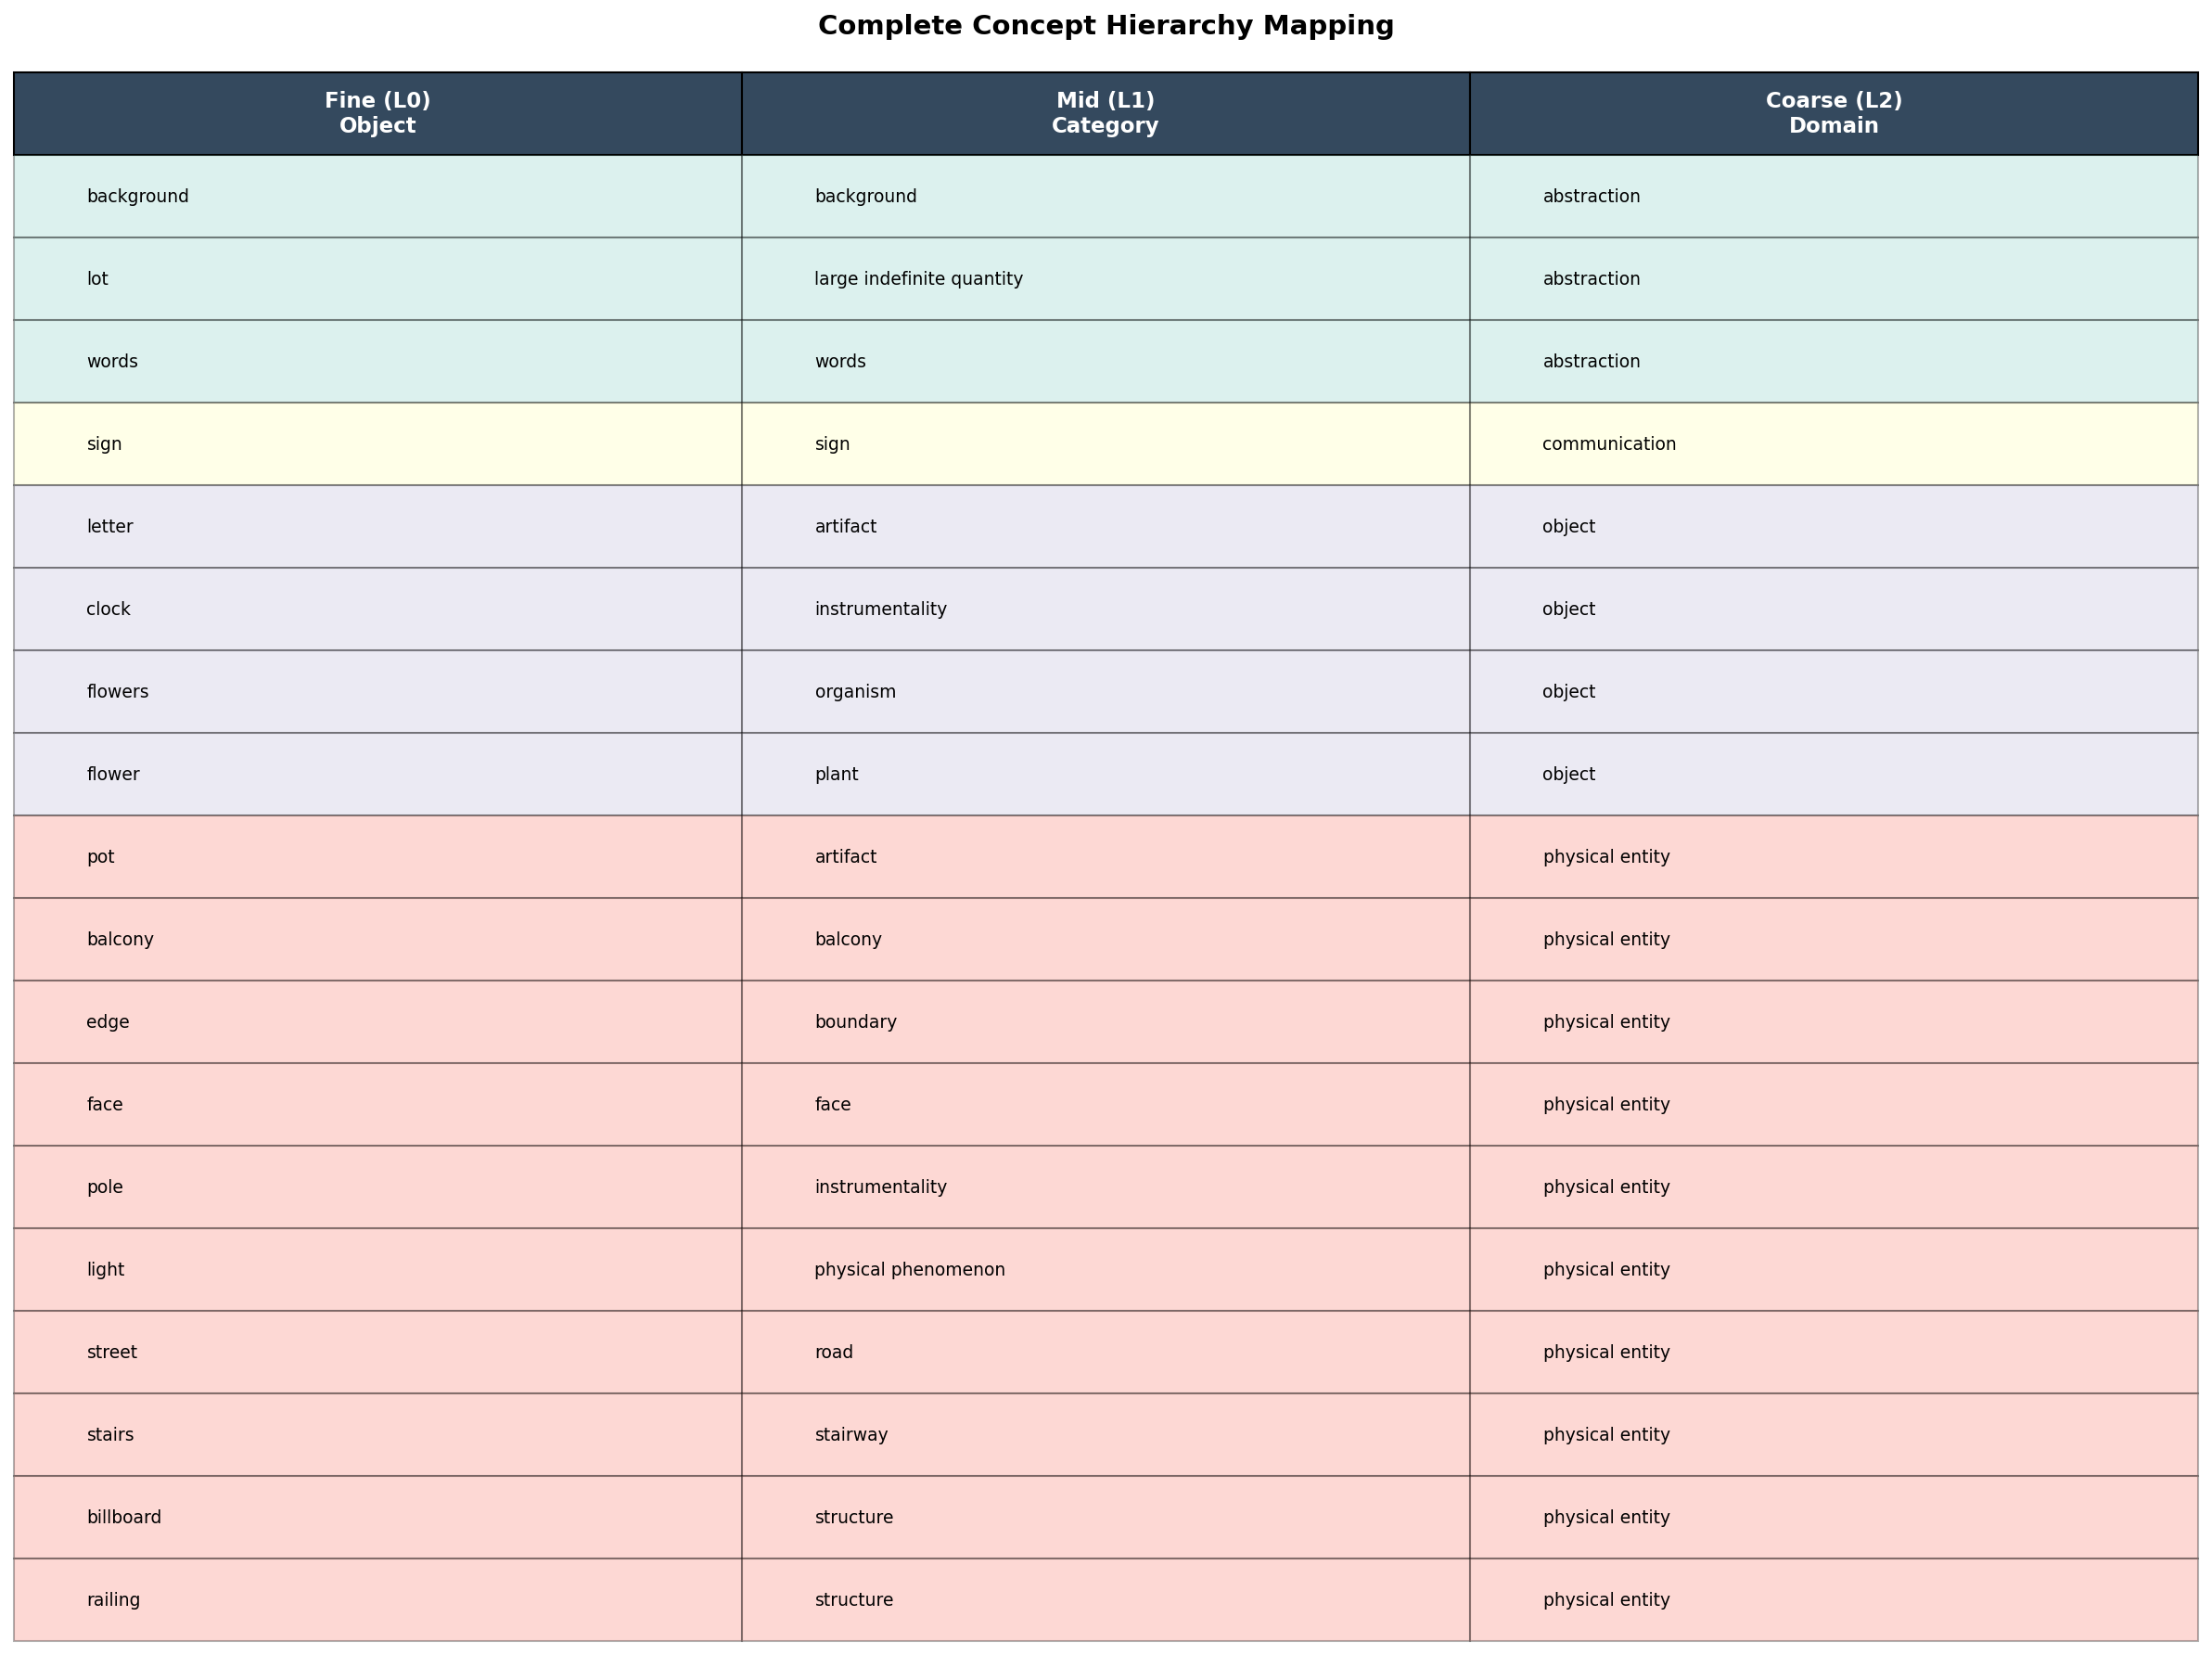 Complete Concept Hierarchy Mapping
Fine (L0) Mid (L1) Coarse (L2)
Object Category Domain
background background abstraction
lot large indefinite quantity abstraction
words words abstraction
sign sign communication
letter artifact object
clock instrumentality object
flowers organism object
flower plant object
pot artifact physical entity
balcony balcony physical entity
edge boundary physical entity
face face physical entity
pole instrumentality physical entity
light physical phenomenon physical entity
street road physical entity
stairs stairway physical entity
billboard structure physical entity
railing structure physical entity